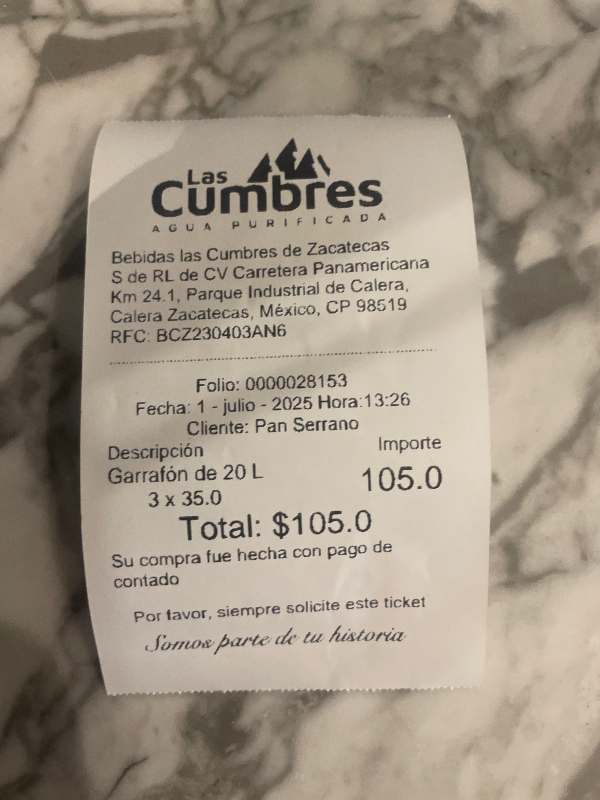 Las
Cumbres
AGUA PURIFICADA
Bebidas las Cumbres de Zacatecas
S de RL de CV Carretera Panamericana
Km 24.1, Parque Industrial de Calera,
Calera Zacatecas, México, CP 98519
RFC: BCZ230403AN6
Folio: 0000028153
Fecha: 1 - julio - 2025 Hora:13:26
Cliente: Pan Serrano
Descripción Importe
Garrafón de 20 L 105.0
3 x 35.0
Total: $105.0
Su compra fue hecha con pago de
contado
Por favor, siempre solicite este ticket
Somos parte de tu historia